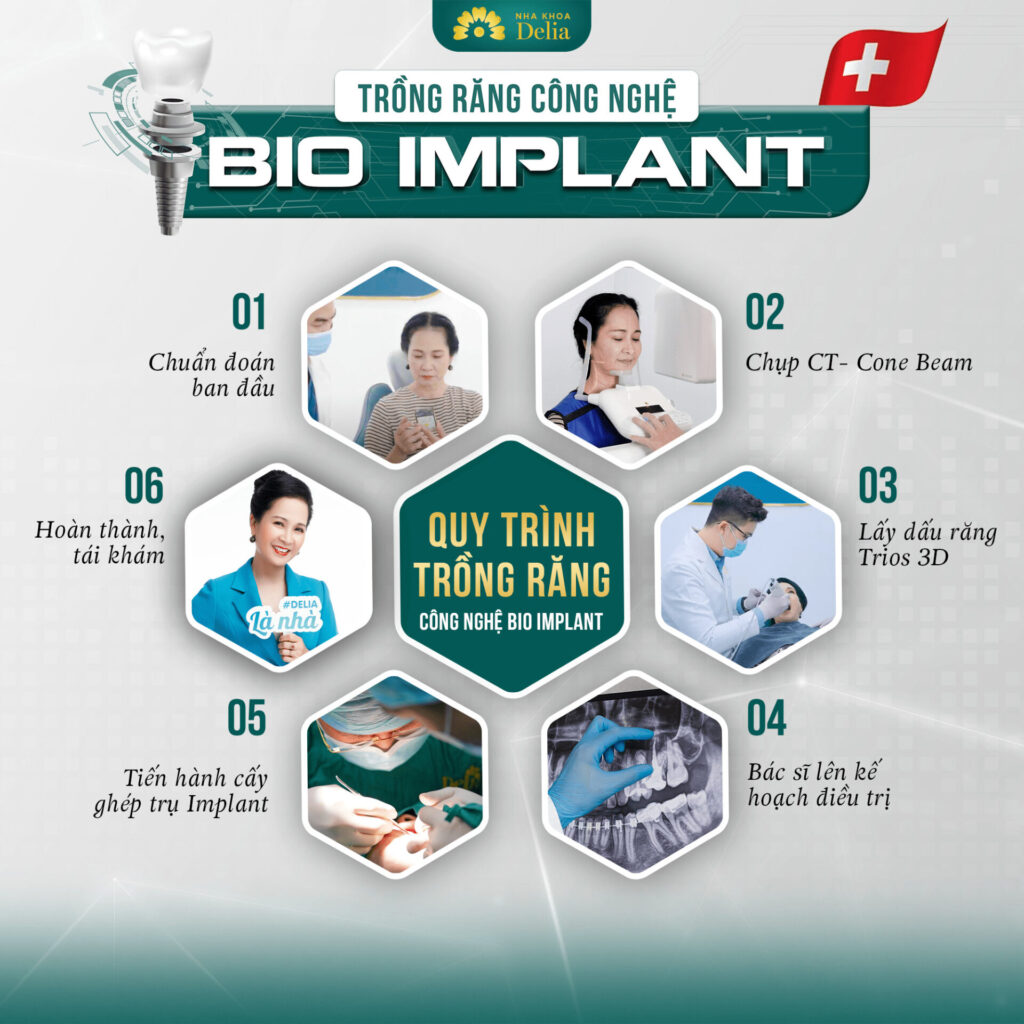 NHA KHOA
Delia
TRỒNG RĂNG CÔNG NGHỆ
BIO IMPLANT
01
Chuẩn đoán
ban đầu
02
Chụp CT- Cone Beam
06
Hoàn thành,
tái khám
#DELIA
Là nhà
QUY TRÌNH
TRỒNG RĂNG
CÔNG NGHỆ BIO IMPLANT
03
Lấy dấu răng
Trios 3D
05
Tiến hành cấy
ghép trụ Implant
Delia
04
Bác sĩ lên kế
hoạch điều trị